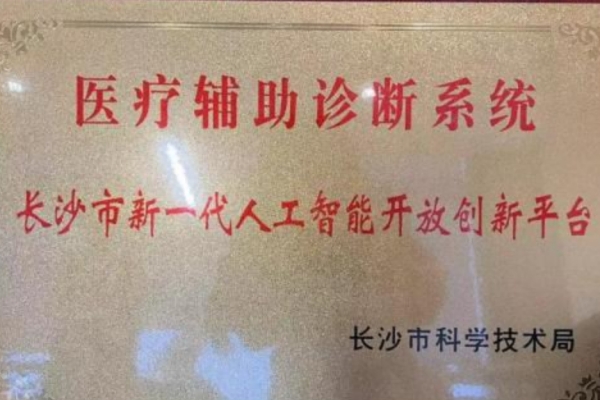 医疗辅助诊断系统
长沙市新一代人工智能开放创新平台
长沙市科学技术局